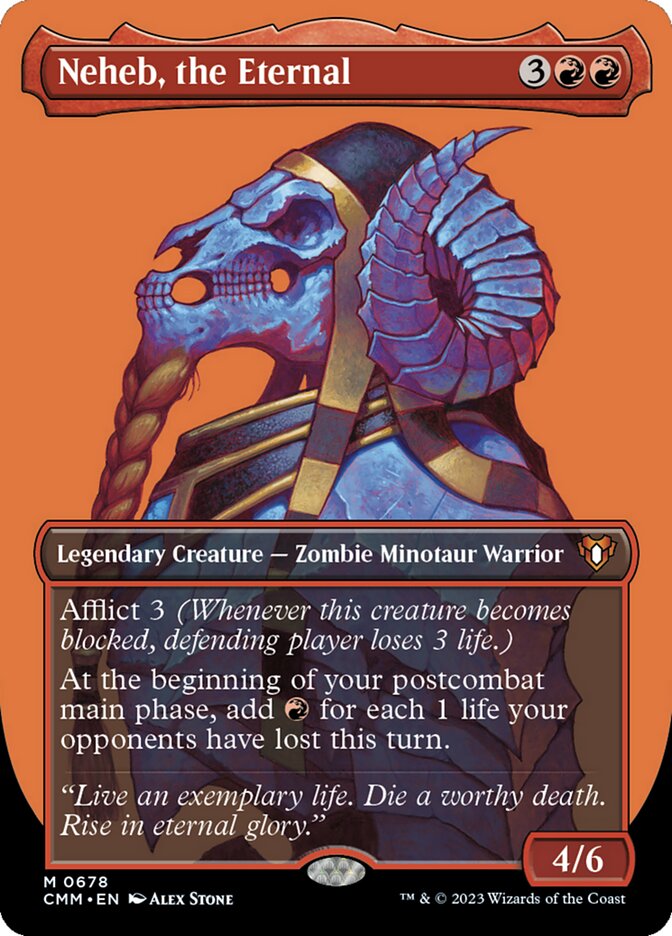 Neheb, the Eternal 3
Legendary Creature — Zombie Minotaur Warrior
Afflict 3 (Whenever this creature becomes
blocked, defending player loses 3 life.)
At the beginning of your postcombat
main phase, add for each 1 life your
opponents have lost this turn.
“Live an exemplary life. Die a worthy death.
Rise in eternal glory.”
4/6
M 0678
CMM • EN ALEX STONE
™ & © 2023 Wizards of the Coast